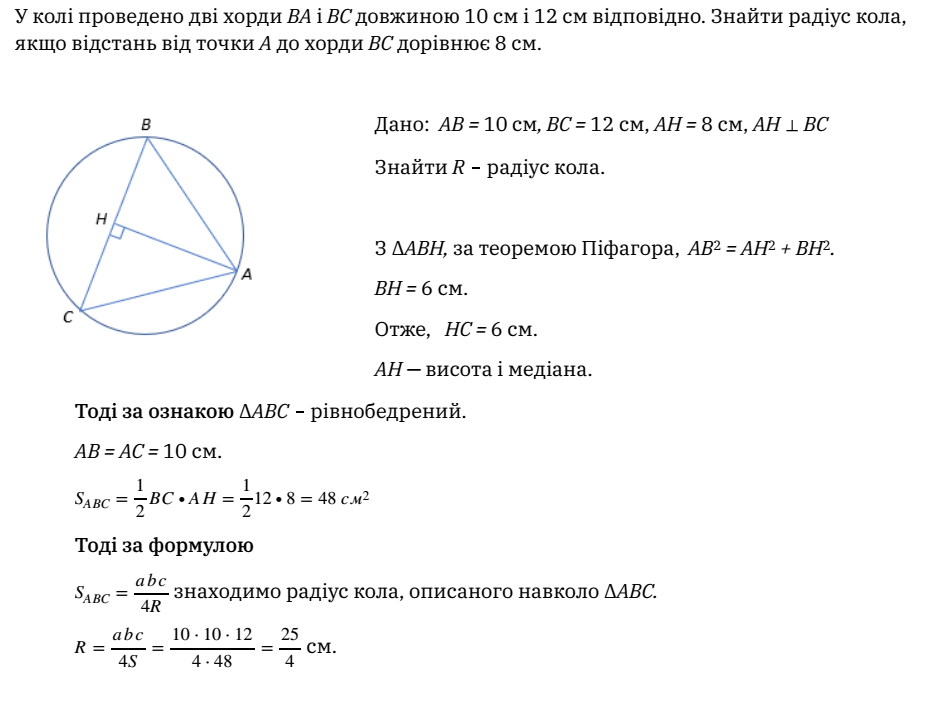 У колі проведено дві хорди BA і BC довжиною 10 см і 12 см відповідно. Знайти радіус кола,
якщо відстань від точки A до хорди BC дорівнює 8 см.
B
H
A
C
Дано: AB = 10 см, BC = 12 см, AH = 8 см, AH ⊥ BC
Знайти R – радіус кола.
З ΔABH, за теоремою Піфагора, AB² = AH² + BH².
BH = 6 см.
Отже, HC = 6 см.
AH — висота і медіана.
Тоді за ознакою ΔABC – рівнобедрений.
AB = AC = 10 см.
S_ABC = 1/2 BC • AH = 1/2 12 • 8 = 48 см²
Тоді за формулою
S_ABC = abc/4R знаходимо радіус кола, описаного навколо ΔABC.
R = abc/4S = 10 · 10 · 12/4 · 48 = 25/4 см.